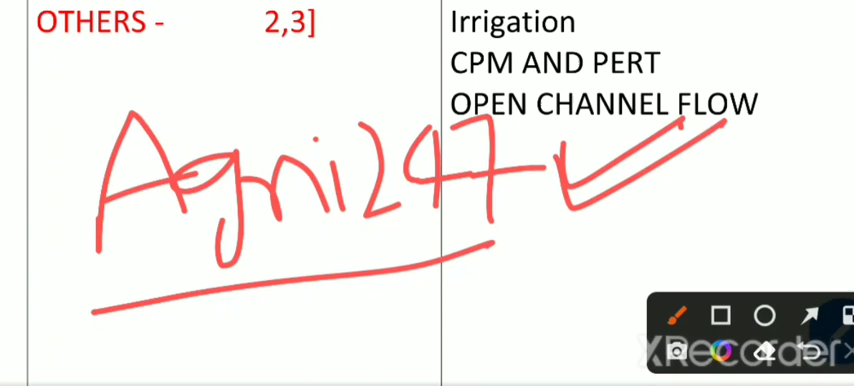 OTHERS - 2,3]
Irrigation
CPM AND PERT
OPEN CHANNEL FLOW
Agni247
XRecorder